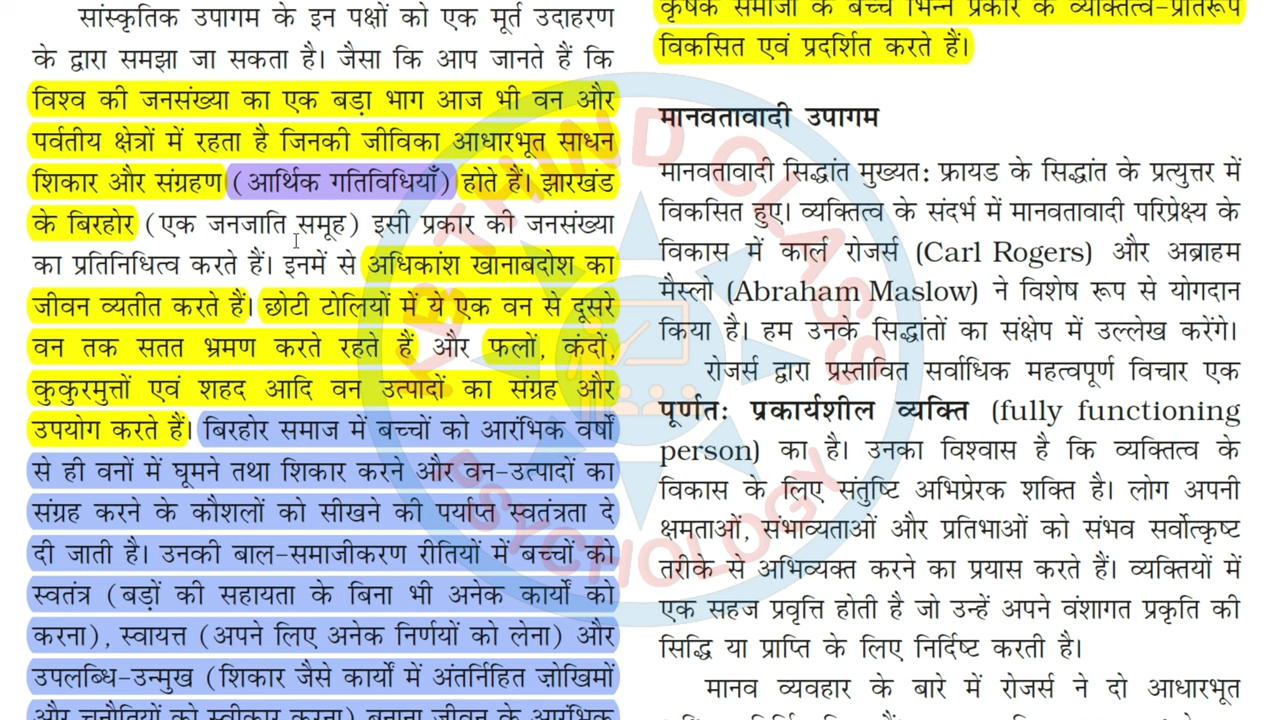 सांस्कृतिक उपागम के इन पक्षों को एक मूर्त उदाहरण
के द्वारा समझा जा सकता है। जैसा कि आप जानते हैं कि
विश्व की जनसंख्या का एक बड़ा भाग आज भी वन और
पर्वतीय क्षेत्रों में रहता है जिनकी जीविका आधारभूत साधन
शिकार और संग्रहण (आर्थिक गतिविधियाँ) होते हैं। झारखंड
के बिरहोर (एक जनजाति समूह) इसी प्रकार की जनसंख्या
का प्रतिनिधित्व करते हैं। इनमें से अधिकांश खानाबदोश का
जीवन व्यतीत करते हैं। छोटी टोलियों में ये एक वन से दूसरे
वन तक सतत भ्रमण करते रहते हैं और फलों, कंदों,
कुकुरमुत्तों एवं शहद आदि वन उत्पादों का संग्रह और
उपयोग करते हैं। बिरहोर समाज में बच्चों को आरंभिक वर्षों
से ही वनों में घूमने तथा शिकार करने और वन-उत्पादों का
संग्रह करने के कौशलों को सीखने की पर्याप्त स्वतंत्रता दे
दी जाती है। उनकी बाल-समाजीकरण रीतियों में बच्चों को
स्वतंत्र (बड़ों की सहायता के बिना भी अनेक कार्यों को
करना), स्वायत्त (अपने लिए अनेक निर्णयों को लेना) और
उपलब्धि-उन्मुख (शिकार जैसे कार्यों में अंतर्निहित ज़ोखिमों
और चुनौतियों को स्वीकार करना) बनाना जीवन के आरंभिक
कृषक समाजों के बच्चे भिन्न प्रकार के व्यक्तित्व-प्रतिरूप
विकसित एवं प्रदर्शित करते हैं।
मानवतावादी उपागम
मानवतावादी सिद्धांत मुख्यत: फ्रायड के सिद्धांत के प्रत्युत्तर में
विकसित हुए। व्यक्तित्व के संदर्भ में मानवतावादी परिप्रेक्ष्य के
विकास में कार्ल रोजर्स (Carl Rogers) और अब्राहम
मैस्लो (Abraham Maslow) ने विशेष रूप से योगदान
किया है। हम उनके सिद्धांतों का संक्षेप में उल्लेख करेंगे।
रोजर्स द्वारा प्रस्तावित सर्वाधिक महत्वपूर्ण विचार एक
पूर्णत: प्रकार्यशील व्यक्ति (fully functioning
person) का है। उनका विश्वास है कि व्यक्तित्व के
विकास के लिए संतुष्टि अभिप्रेरक शक्ति है। लोग अपनी
क्षमताओं, संभाव्यताओं और प्रतिभाओं को संभव सर्वोत्कृष्ट
तरीके से अभिव्यक्त करने का प्रयास करते हैं। व्यक्तियों में
एक सहज प्रवृत्ति होती है जो उन्हें अपने वंशागत प्रकृति की
सिद्धि या प्राप्ति के लिए निर्दिष्ट करती है।
मानव व्यवहार के बारे में रोजर्स ने दो आधारभूत